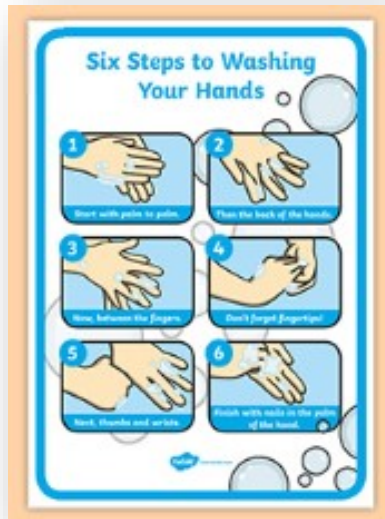 Six Steps to Washing
Your Hands
1
Start with palm to palm.
2
Then the back of the hands.
3
Now, between the fingers.
4
Don't forget fingertips!
5
Next, thumbs and wrists.
6
Finish with nails in the palm
of the hand.
twinkl